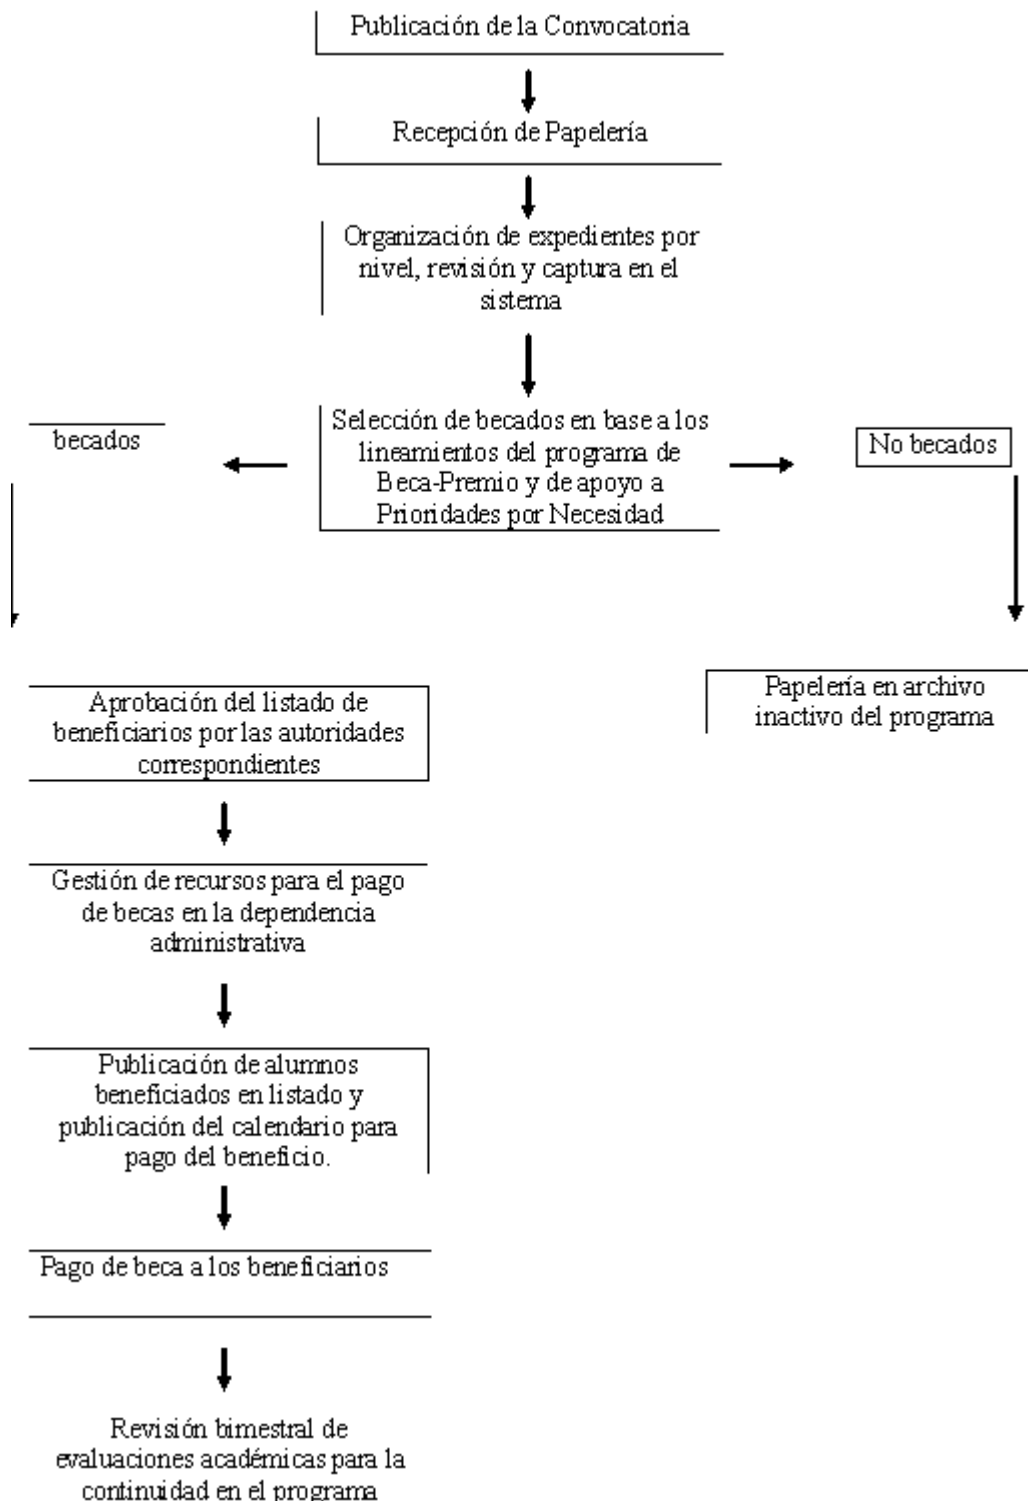 Publicación de la Convocatoria
Recepción de Papelería
Organización de expedientes por
nivel, revisión y captura en el
sistema
Selección de becados en base a los
lineamientos del programa de
Beca-Premio y de apoyo a
Prioridades por Necesidad
becados
No becados
Papelería en archivo
inactivo del programa
Aprobación del listado de
beneficiarios por las autoridades
correspondientes
Gestión de recursos para el pago
de becas en la dependencia
administrativa
Publicación de alumnos
beneficiados en listado y
publicación del calendario para
pago del beneficio.
Pago de beca a los beneficiarios
Revisión bimestral de
evaluaciones académicas para la
continuidad en el programa